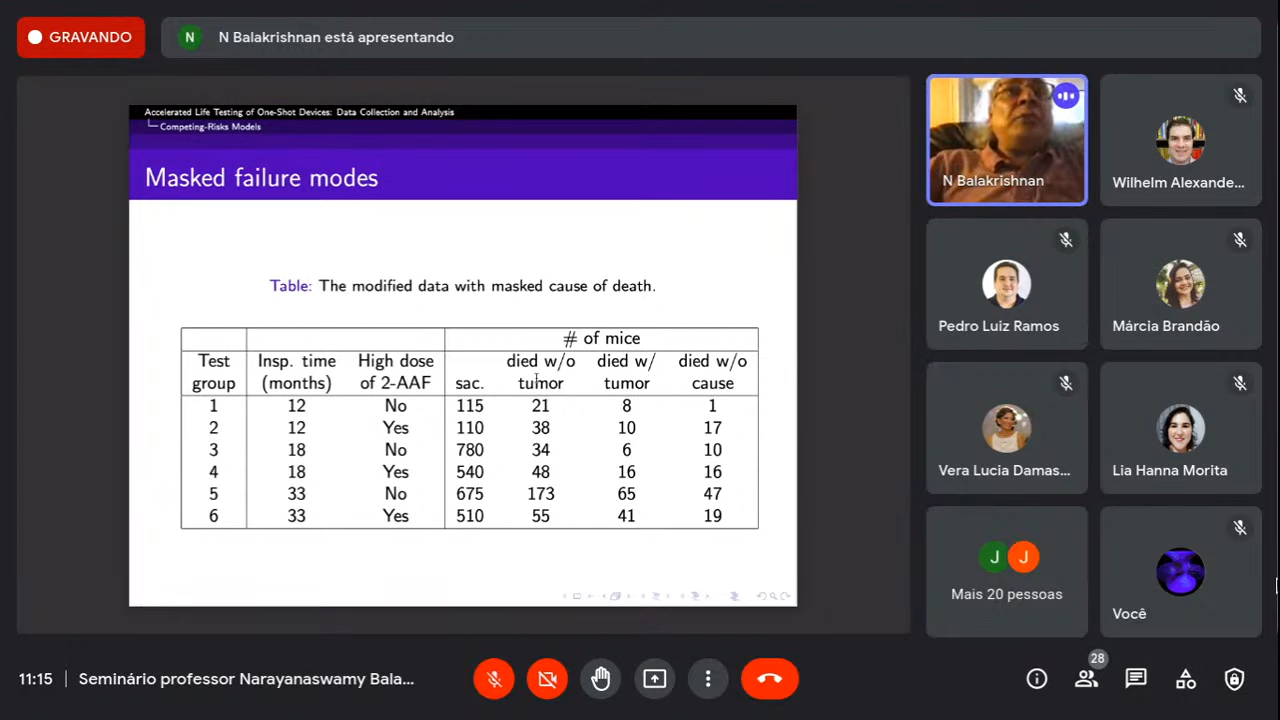 GRAVANDO
N
N Balakrishnan está apresentando
Accelerated Life Testing of One-Shot Devices: Data Collection and Analysis
Competing-Risks Models
Masked failure modes
Table: The modified data with masked cause of death.
# of mice
Test Insp. time High dose died w/o died w/ died w/o
group (months) of 2-AAF sac. tumor tumor cause
1 12 No 115 21 8 1
2 12 Yes 110 38 10 17
3 18 No 780 34 6 10
4 18 Yes 540 48 16 16
5 33 No 675 173 65 47
6 33 Yes 510 55 41 19
N Balakrishnan
Wilhelm Alexande...
Pedro Luiz Ramos
Márcia Brandão
Vera Lucia Damas...
Lia Hanna Morita
J J
Mais 20 pessoas
Você
11:15 | Seminário professor Narayanaswamy Bala...
28